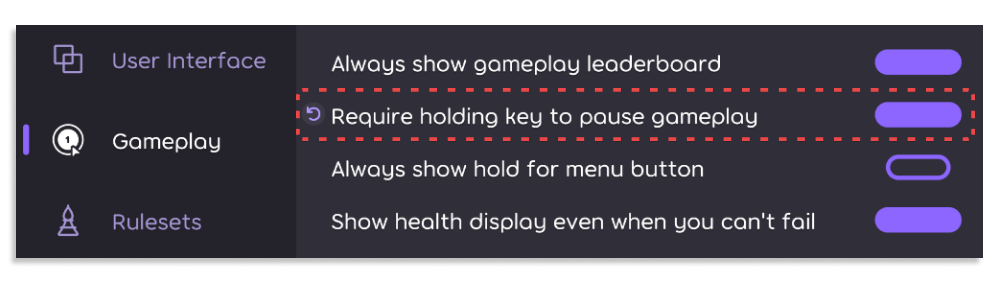 User Interface
Gameplay
Rulesets
Always show gameplay leaderboard
Require holding key to pause gameplay
Always show hold for menu button
Show health display even when you can't fail